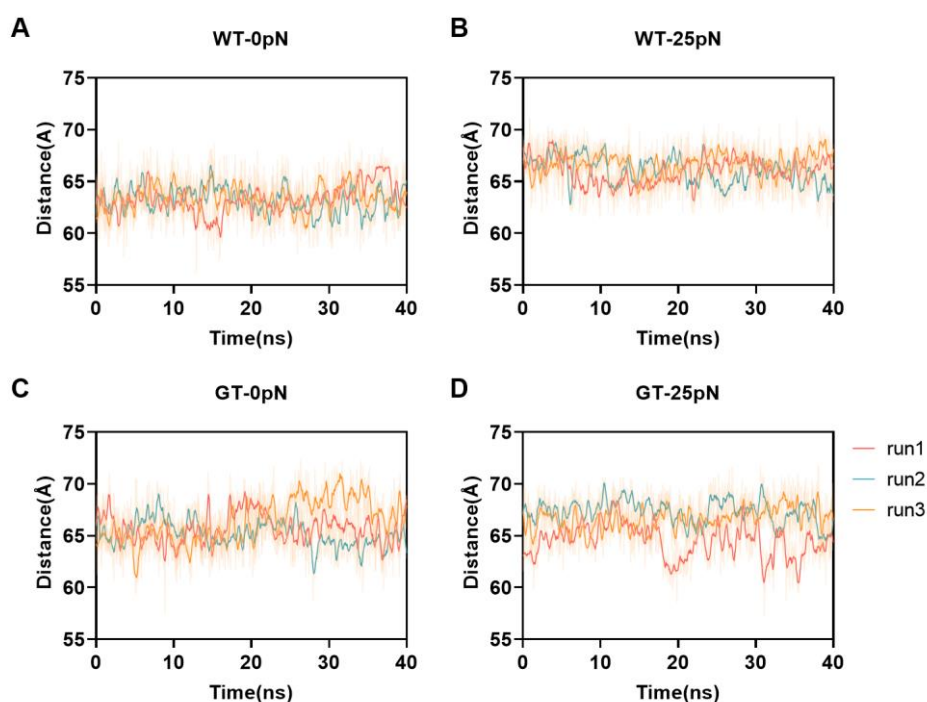 A
WT-0pN
Distance(Å)
75
70
65
60
55
0 10 20 30 40
Time(ns)
B
WT-25pN
Distance(Å)
75
70
65
60
55
0 10 20 30 40
Time(ns)
C
GT-0pN
Distance(Å)
75
70
65
60
55
0 10 20 30 40
Time(ns)
D
GT-25pN
Distance(Å)
75
70
65
60
55
0 10 20 30 40
Time(ns)
run1
run2
run3